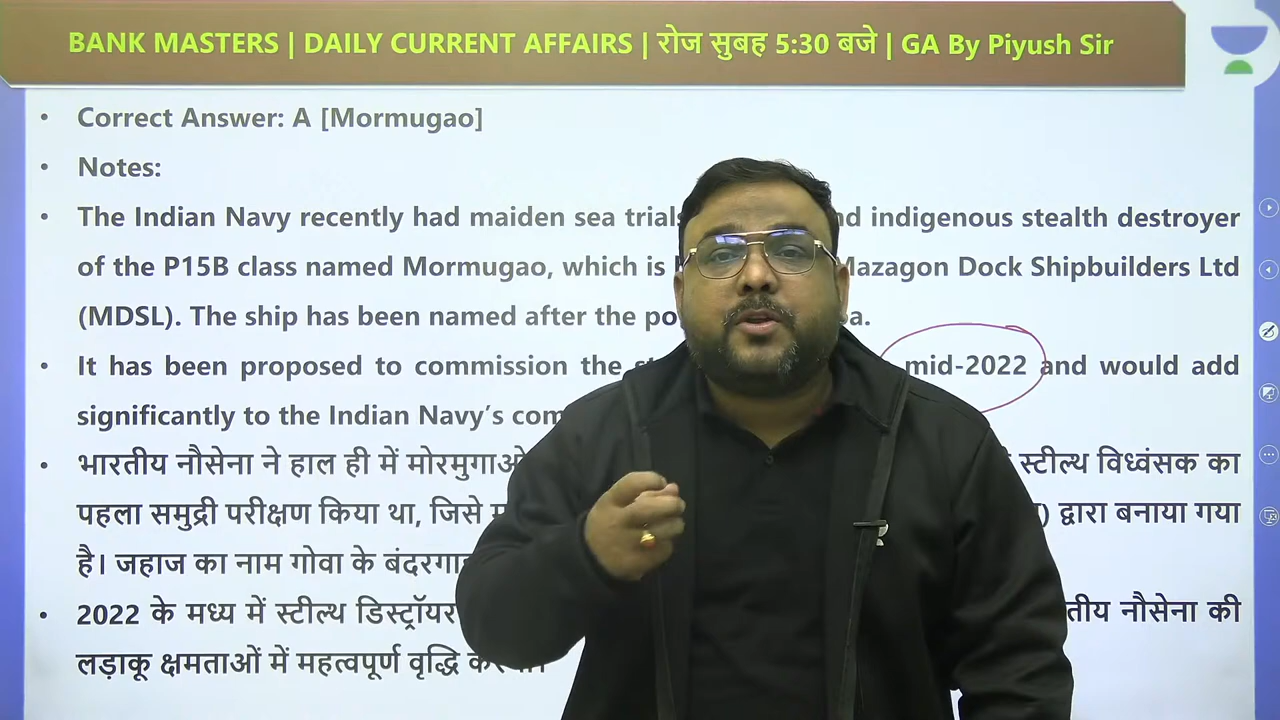 BANK MASTERS | DAILY CURRENT AFFAIRS | रोज सुबह 5:30 बजे | GA By Piyush Sir
• Correct Answer: A [Mormugao]
• Notes:
• The Indian Navy recently had maiden sea trials indigenous stealth destroyer
of the P15B class named Mormugao, which is Mazagon Dock Shipbuilders Ltd
(MDSL). The ship has been named after the
• It has been proposed to commission the mid-2022 and would add
significantly to the Indian Navy's
• भारतीय नौसेना ने हाल ही में स्टील्थ विध्वंसक का
पहला समुद्री परीक्षण किया था, जिसे द्वारा बनाया गया
है। जहाज का नाम गोवा के
• 2022 के मध्य में स्टील्थ नौसेना की
लड़ाकू क्षमताओं में महत्वपूर्ण वृद्धि